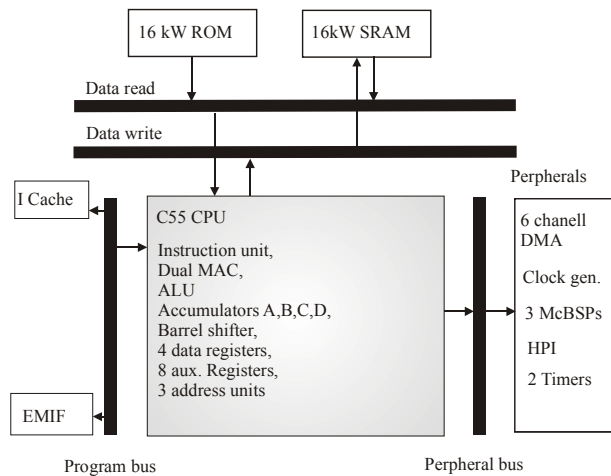 16 kW ROM
16kW SRAM
Data read
Data write
I Cache
Perpherals
C55 CPU
Instruction unit,
Dual MAC,
ALU
Accumulators A,B,C,D,
Barrel shifter,
4 data registers,
8 aux. Registers,
3 address units
6 chanell
DMA
Clock gen.
3 McBSPs
HPI
2 Timers
EMIF
Program bus
Perpheral bus